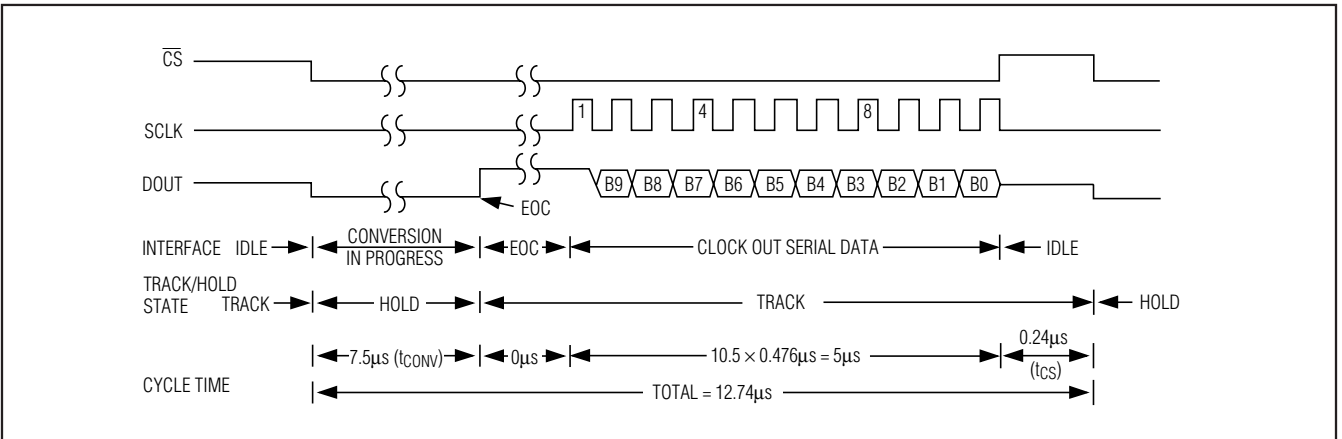 CS
SCLK
1 4 8
DOUT
B9 B8 B7 B6 B5 B4 B3 B2 B1 B0
EOC
INTERFACE IDLE CONVERSION IN PROGRESS EOC CLOCK OUT SERIAL DATA IDLE
TRACK/HOLD
STATE TRACK HOLD TRACK HOLD
7.5µs (tCONV) 0µs 10.5 × 0.476µs = 5µs 0.24µs (tCS)
CYCLE TIME
TOTAL = 12.74µs